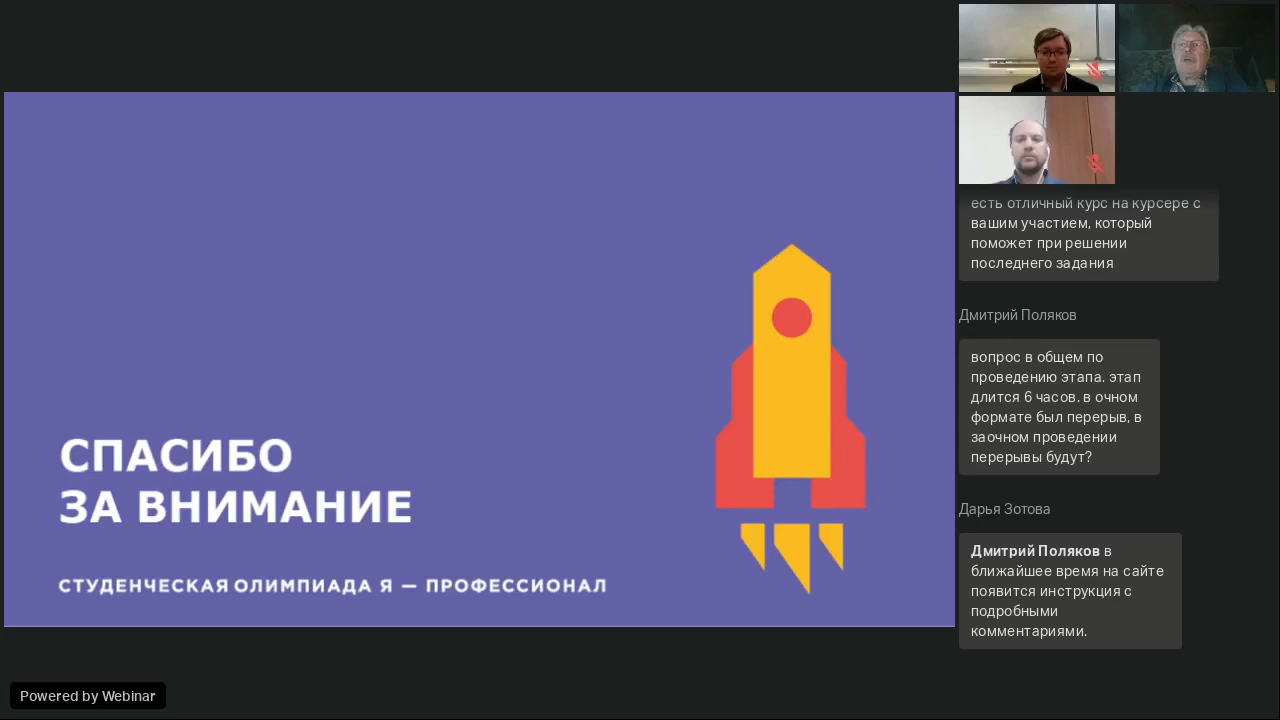 СПАСИБО
ЗА ВНИМАНИЕ
СТУДЕНЧЕСКАЯ ОЛИМПИАДА Я — ПРОФЕССИОНАЛ
Powered by Webinar
есть отличный курс на курсере с
вашим участием, который
поможет при решении
последнего задания
Дмитрий Поляков
вопрос в общем по
проведению этапа. этап
длится 6 часов. в очном
формате был перерыв, в
заочном проведении
перерывы будут?
Дарья Зотова
Дмитрий Поляков в
ближайшее время на сайте
появится инструкция с
подробными
комментариями.